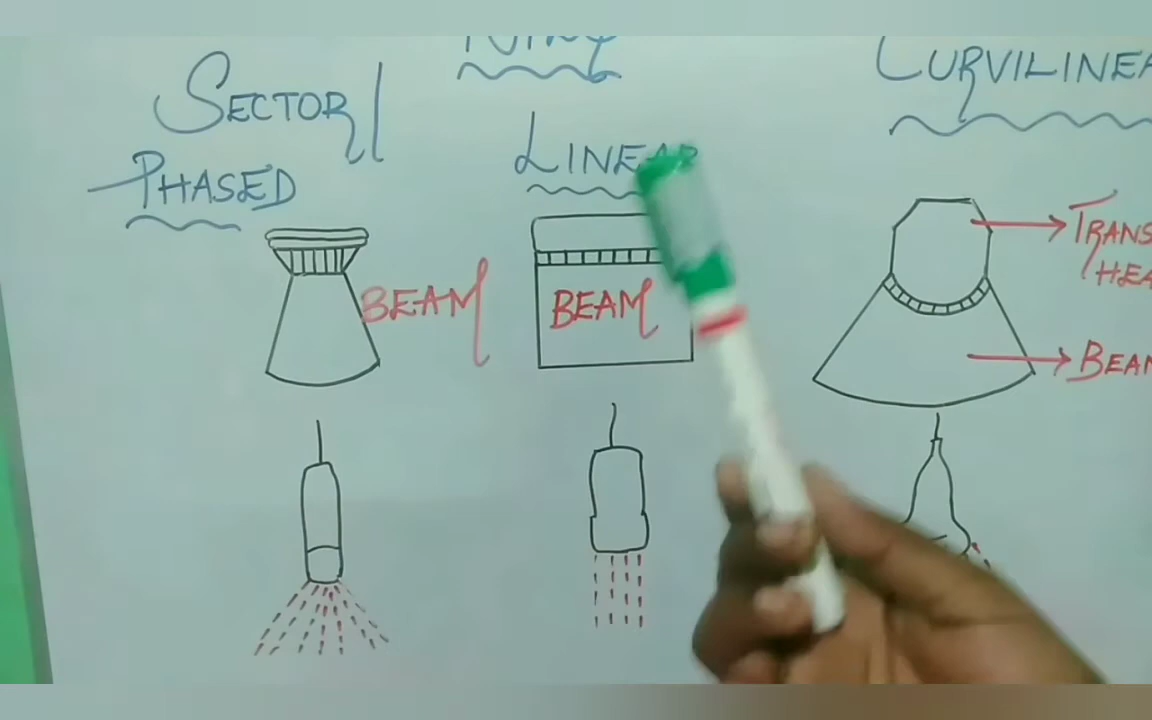 SECTOR/
PHASED
LINEAR
CURVILINEA
BEAM
BEAM
TRANS
HEA
BEAM